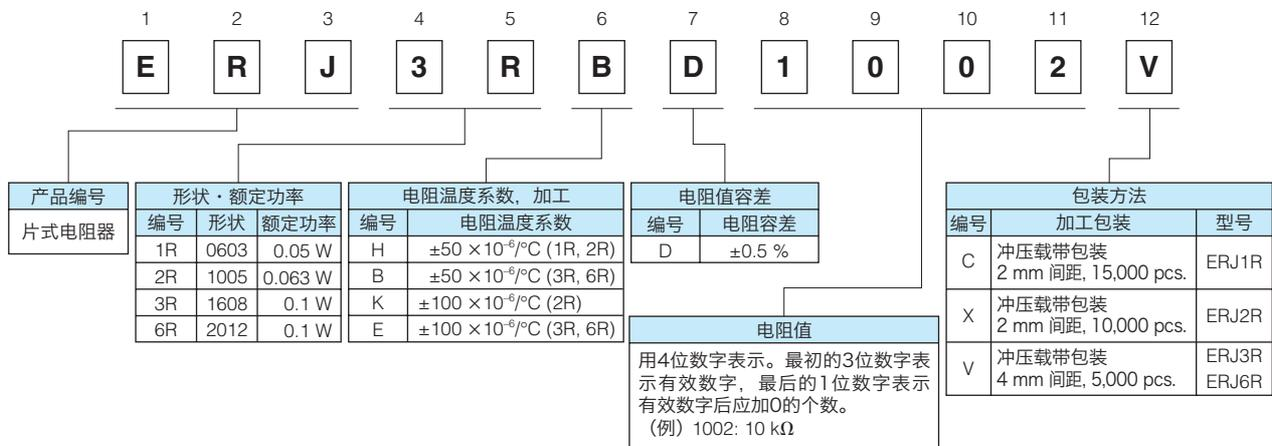 1 2 3 4 5 6 7 8 9 10 11 12
E R J 3 R B D 1 0 0 2 V
产品编号
片式电阻器
形状・额定功率
编号 形状 额定功率
1R 0603 0.05 W
2R 1005 0.063 W
3R 1608 0.1 W
6R 2012 0.1 W
电阻温度系数, 加工
编号 电阻温度系数
H ±50 ×10⁻⁶/°C (1R, 2R)
B ±50 ×10⁻⁶/°C (3R, 6R)
K ±100 ×10⁻⁶/°C (2R)
E ±100 ×10⁻⁶/°C (3R, 6R)
电阻值容差
编号 电阻容差
D ±0.5 %
电阻值
用4位数字表示。最初的3位数字表
示有效数字, 最后的1位数字表示
有效数字后应加0的个数。
(例) 1002: 10 kΩ
包装方法
编号 加工包装 型号
C 冲压载带包装
2 mm 间距, 15,000 pcs. ERJ1R
X 冲压载带包装
2 mm 间距, 10,000 pcs. ERJ2R
V 冲压载带包装 ERJ3R
4 mm 间距, 5,000 pcs. ERJ6R